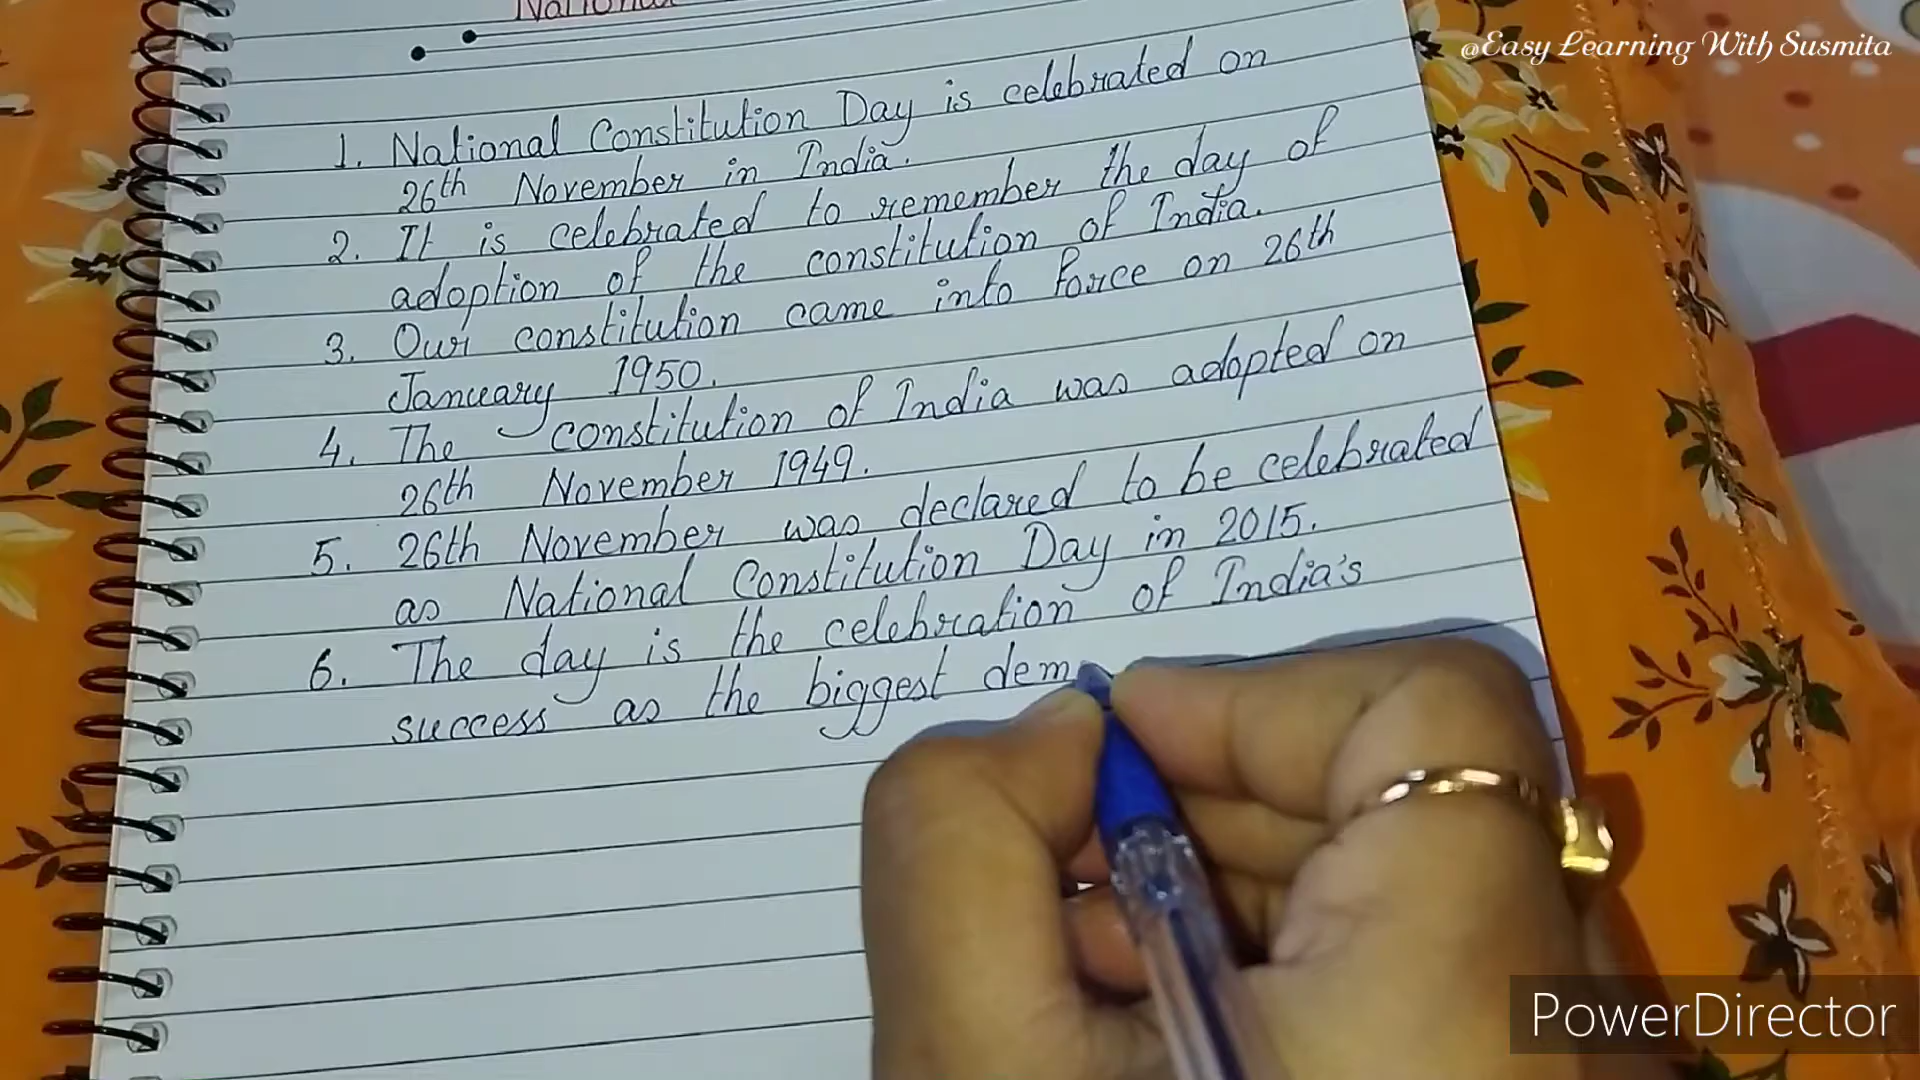 National
@Easy Learning With Susmita
1. National Constitution Day is celebrated on
26th November in India.
2. It is celebrated to remember the day of
adoption of the constitution of India.
3. Our constitution came into force on 26th
January 1950.
4. The constitution of India was adopted on
26th November 1949.
5. 26th November was declared to be celebrated
as National Constitution Day in 2015.
6. The day is the celebration of India's
success as the biggest dem
PowerDirector